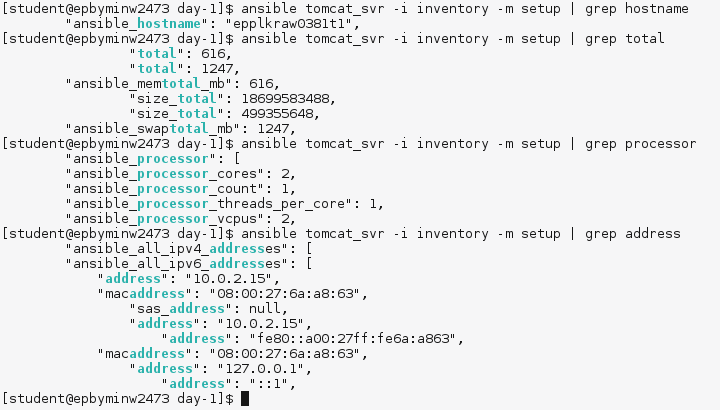 [student@epbyminw2473 day-1]$ ansible tomcat_svr -i inventory -m setup | grep hostname
        "ansible_hostname": "epplkraw0381t1",
[student@epbyminw2473 day-1]$ ansible tomcat_svr -i inventory -m setup | grep total
                "total": 616,
                "total": 1247,
        "ansible_memtotal_mb": 616,
                "size_total": 18699583488,
                "size_total": 499355648,
        "ansible_swaptotal_mb": 1247,
[student@epbyminw2473 day-1]$ ansible tomcat_svr -i inventory -m setup | grep processor
        "ansible_processor": [
        "ansible_processor_cores": 2,
        "ansible_processor_count": 1,
        "ansible_processor_threads_per_core": 1,
        "ansible_processor_vcpus": 2,
[student@epbyminw2473 day-1]$ ansible tomcat_svr -i inventory -m setup | grep address
        "ansible_all_ipv4_addresses": [
        "ansible_all_ipv6_addresses": [
            "address": "10.0.2.15",
            "macaddress": "08:00:27:6a:a8:63",
                "sas_address": null,
                "address": "10.0.2.15",
                    "address": "fe80::a00:27ff:fe6a:a863",
            "macaddress": "08:00:27:6a:a8:63",
                "address": "127.0.0.1",
                    "address": "::1",
[student@epbyminw2473 day-1]$